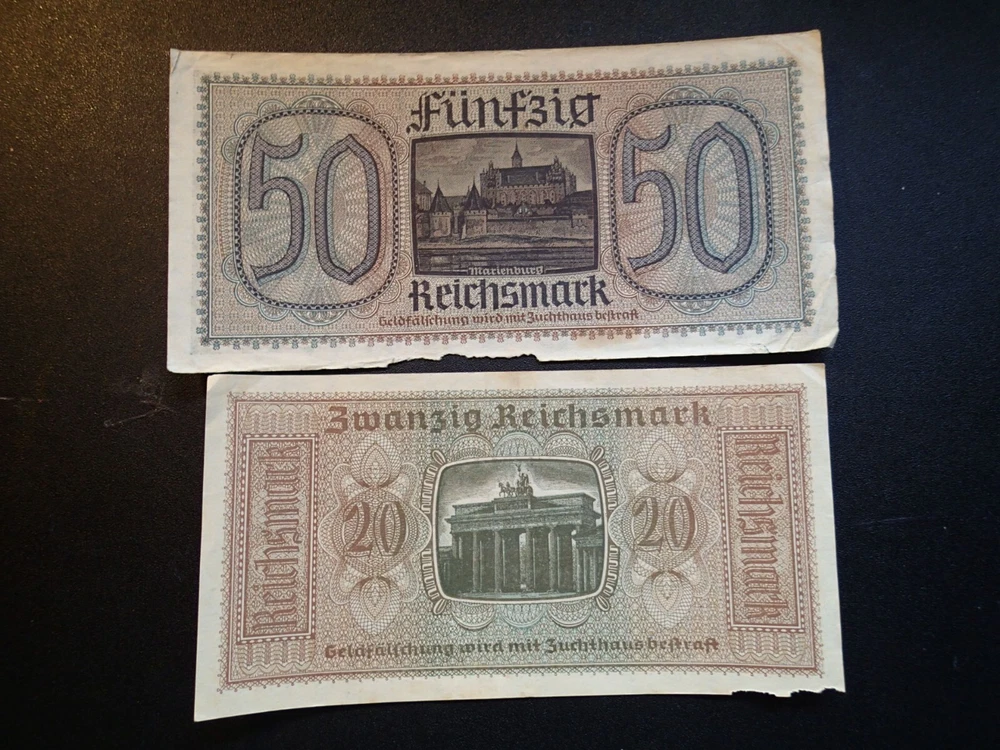 Fünfzig
50 50
Marienburg
Reichsmark
Geldfälschung wird mit Zuchthaus bestraft
Zwanzig Reichsmark
Reichsmark 20 20 Reichsmark
Geldfälschung wird mit Zuchthaus bestraft